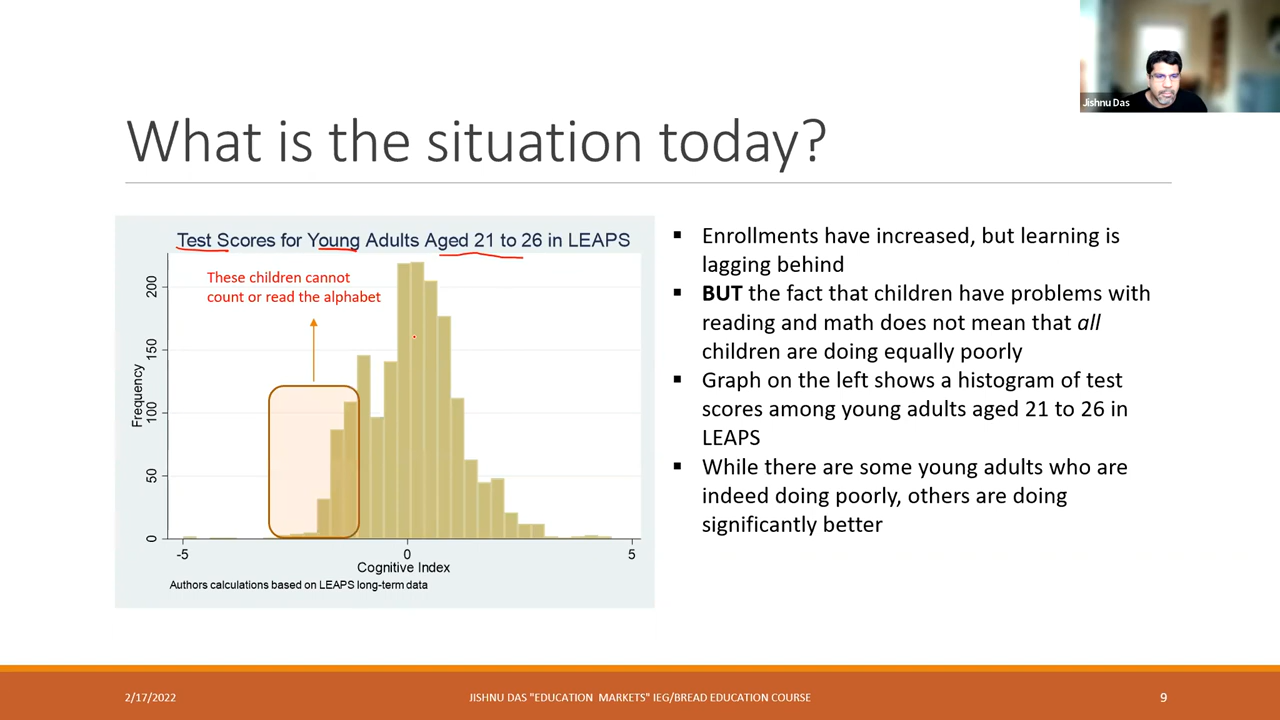 Jishnu Das
What is the situation today?
Test Scores for Young Adults Aged 21 to 26 in LEAPS
These children cannot
count or read the alphabet
200
150
100
50
0
Frequency
-5
0
5
Cognitive Index
Authors calculations based on LEAPS long-term data
▪ Enrollments have increased, but learning is
lagging behind
▪ BUT the fact that children have problems with
reading and math does not mean that all
children are doing equally poorly
▪ Graph on the left shows a histogram of test
scores among young adults aged 21 to 26 in
LEAPS
▪ While there are some young adults who are
indeed doing poorly, others are doing
significantly better
2/17/2022
JISHNU DAS "EDUCATION MARKETS" IEG/BREAD EDUCATION COURSE
9